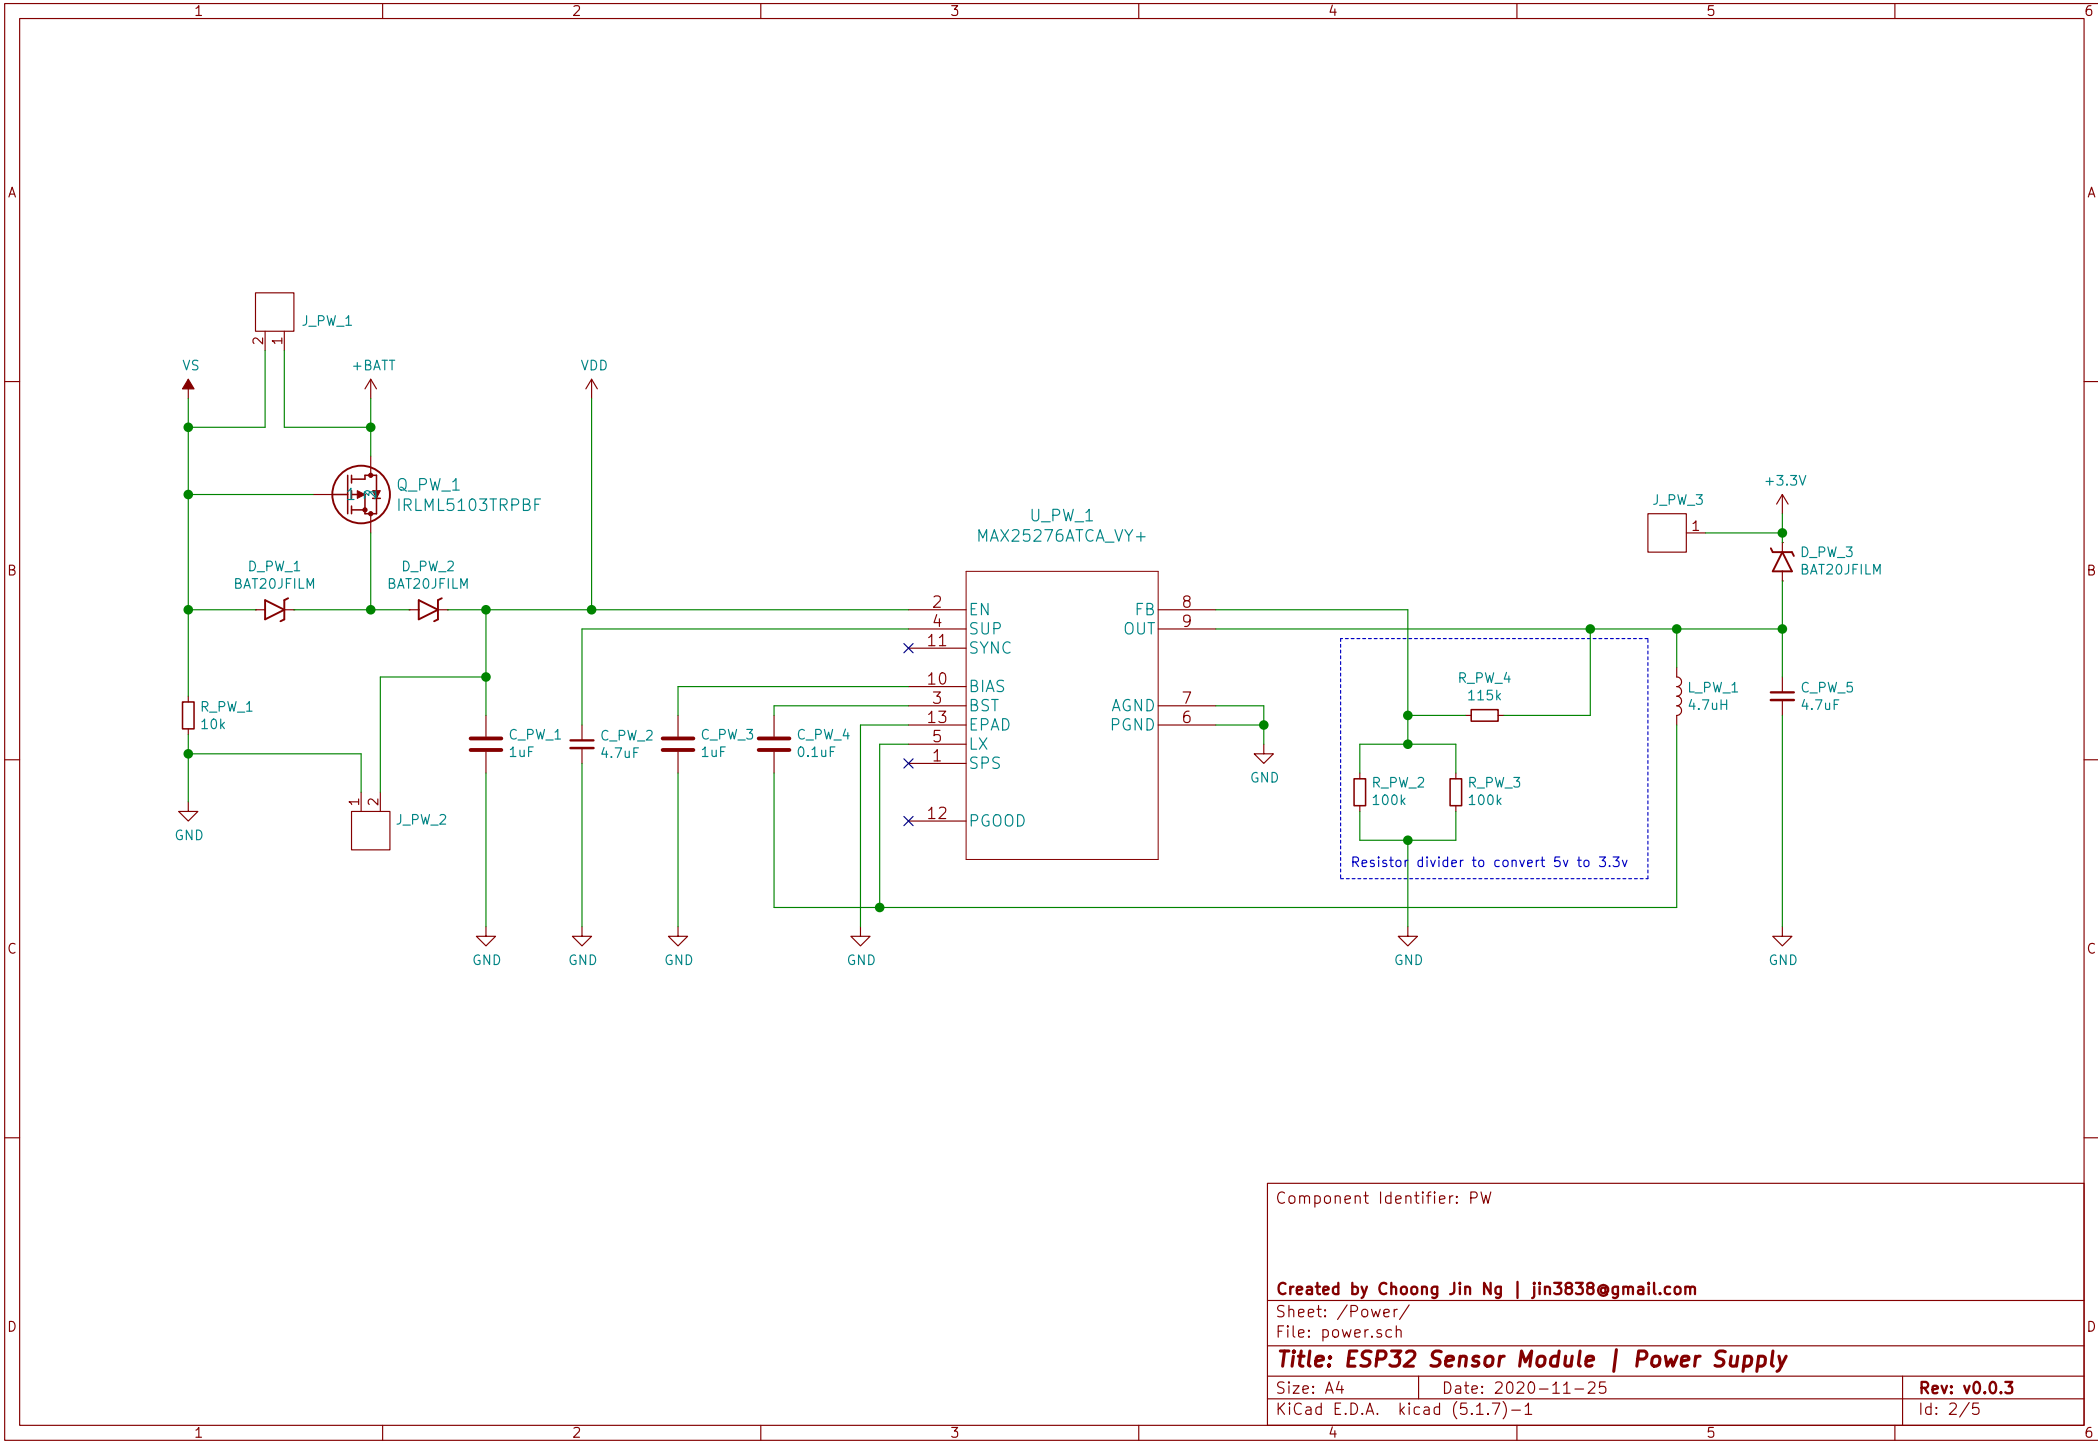 1 2 3 4 5 6
A A
J_PW_1
2 1
VS +BATT VDD
Q_PW_1
IRLML5103TRPBF
1
+3.3V
J_PW_3
1
U_PW_1
MAX25276ATCA_VY+
B B
D_PW_1
BAT20JFILM
D_PW_2
BAT20JFILM
D_PW_3
BAT20JFILM
2 EN
4 SUP
11 SYNC
10 BIAS
3 BST
13 EPAD
5 LX
1 SPS
12 PGOOD
FB 8
OUT 9
AGND 7
PGND 6
GND
R_PW_4
115k
L_PW_1
4.7uH
C_PW_5
4.7uF
R_PW_1
10k
C_PW_1
1uF
C_PW_2
4.7uF
C_PW_3
1uF
C_PW_4
0.1uF
R_PW_2
100k
R_PW_3
100k
1 2
J_PW_2
GND
Resistor divider to convert 5v to 3.3v
C C
GND GND GND GND GND GND
Component Identifier: PW
Created by Choong Jin Ng | jin3838@gmail.com
Sheet: /Power/
File: power.sch
D D
Title: ESP32 Sensor Module | Power Supply
Size: A4 Date: 2020-11-25 Rev: v0.0.3
KiCad E.D.A. kicad (5.1.7)-1 Id: 2/5
1 2 3 4 5 6